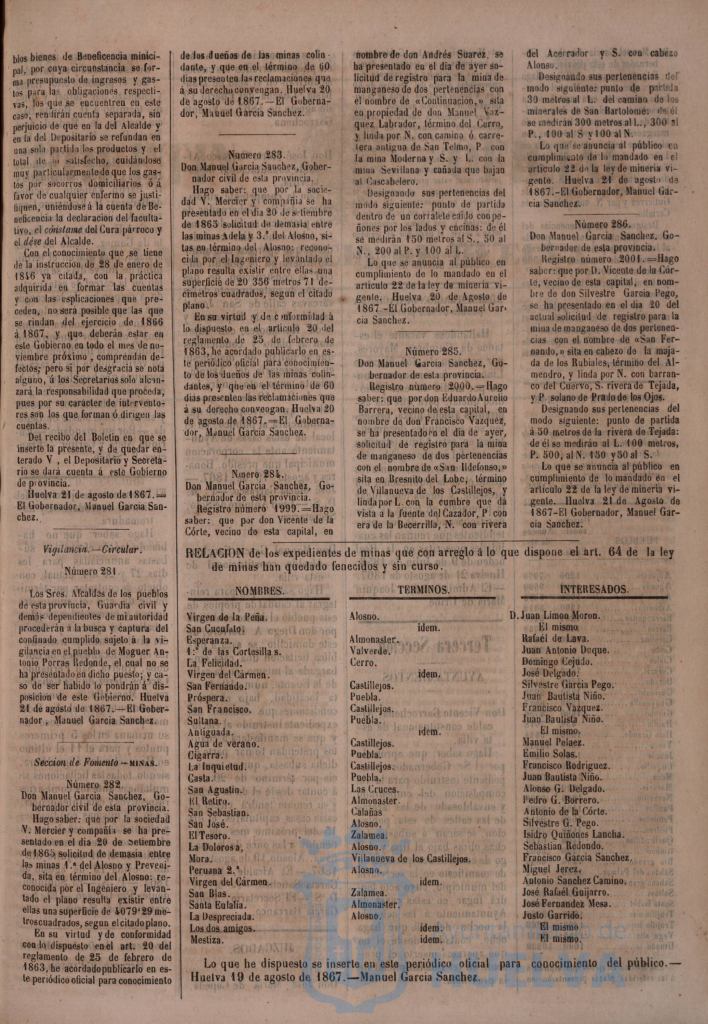 blos bienes de Beneficencia minici-
pal, por cuya circunstancia se for-
ma presupuesto de ingresos y gas-
tos para las obligaciones respecti-
vas, los que se encuentren en este
caso, rendirán cuenta separada, sin
perjuicio de que en la del Alcalde y
en la del Depositario se refundan en
una sola partida los productos y el
total de lo satisfecho, cuidándose
muy particularmente de que los gas-
tos por socorros domiciliarios ó á
favor de cualquier enfermo se justi-
fiquen, uniéndose á la cuenta de Be-
neficencia la declaracion del faculta-
tivo, el cónstame del Cura párroco y
el dése del Alcalde.
Con el conocimiento que se tiene
de la instruccion de 28 de enero de
1846 ya citada, con la práctica
adquirida en formar las cuentas
y con las esplicaciones que pre-
ceden, no sera posible que las que
se rindan del ejercicio de 1866
á 1867, y que deberán estar en
este Gobierno en todo el mes de no-
viembre próximo, comprendan de-
fectos; pero si por desgracia se nota
alguno, á los Secretarios solo alcan-
zará la responsabilidad que proceda,
pues por su carácter de interven-
tores son los que forman ó dirigen las
cuentas.
Del recibo del Boletin en que se
inserte la presente, y de quedar en-
terado V , el Depositario y Secreta-
rio se dará cuenta á este Gobierno
de provincia.
Huelva 21 de agosto de 1867.=
El Gobernador, Manuel Garcia San-
chez.
Vigilancia.—Circular.
Número 281.
Los Sres. Alcaldes de los pueblos
de esta provincia, Guardia civil y
demás dependientes de mi autoridad
procederán á la busca y captura del
confinado cumplido sujeto á la vi-
gilancia en el pueblo de Moguer An-
tonio Porras Redonde, el cual no se
ha presentado en dicho punto; y ca-
so de ser habido lo pondrán á dis-
posicion de este Gobierno. Huelva
21 de agosto de 1867.—El Gober-
nador, Manuel Garcia Sanchez.
Seccion de Fomento—MINAS.
Número 282.
Don Manuel Garcia Sanchez, Go-
bernador civil de esta provincia.
Hago saber: que por la sociedad
V. Mercier y compañia se ha pre-
sentado en el dia 20 de setiembre
de 1865 solicitud de demasia entre
las minas 1.ª del Alosno y Preveni-
da, sita en término del Alosno: re-
conocida por el Ingeniero y levan-
tado el plano resulta existir entre
ellas una superficie de 4079'29 me-
troscuadrados, segun el citado plano.
En su virtud y de conformidad
con lo dispuesto en el art. 20 del
reglamento de 25 de febrero de
1863, he acordado publicarlo en es-
te periódico oficial para conocimiento
de los dueños de las minas colin-
dante, y que en el término de 60
dias presenten las reclamaciones que
á su derecho convengan. Huelva 20
de agosto de 1867.—El Goberna-
dor, Manuel Garcia Sanchez.
Número 283.
Don Manuel Garcia Sanchez, Gober-
nador civil de esta provincia.
Hago saber: que por la socie-
dad V. Mercier y compañia se ha
presentado en el dia 20 de setiembre
de 1865 solicitud de demasia entre
las minas Adela y 3.ª del Alosno, si-
tas en término del Alosno: recono-
cida por el Ingeniero y levantado el
plano resulta existir entre ellas una
superficie de 20 356 metros 71 de-
címetros cuadrados, segun el citado
plano.
En su virtud y de conformidad á
lo dispuesto en el artículo 20 del
reglamento de 25 de febrero de
1863, he acordado publicarlo en es-
te periódico oficial para conocimiento
de los dueños de las minas colin-
dantes, y que en el término de 60
dias presenten las reclamaciones que
á su derecho convengan. Huelva 20
de agosto de 1867.=El Goberna-
dor, Manuel Garcia Sanchez.
Número 284.
Don Manuel Garcia Sanchez, Go-
bernador de esta provincia.
Registro número 1999.=Hago
saber: que por don Vicente de la
Córte, vecino de esta capital, en
nombre de don Andrés Suarez, se
ha presentado en el dia de ayer so-
licitud de registro para la mina de
manganeso de dos pertenencias con
el nombre de «Continuacion,» sita
en propiedad de don Manuel Vaz-
quez Labrador, término del Cerro,
y linda por N. con camino ó carre-
tera antigua de San Telmo, P. con
la mina Moderna y S. y L. con la
mina Sevillana y cañada que bajan
al Cascabelero.
Designando sus pertenencias del
modo siguiente: punto de partida
dentro de un corralete caido con pe-
ñones por los lados y encinas: de él
se medirán 150 metros al S., 50 al
N., 200 al P. y 100 al L.
Lo que se anuncia al público en
cumplimiento de lo mandado en el
artículo 22 de la ley de mineria vi-
gente. Huelva 20 de Agosto de
1867.-El Gobernador, Manuel Gar-
cia Sanchez.
Número 285.
Don Manuel Garcia Sanchez, Go-
bernador de esta provincia.
Registro número 2000.=Hago
saber: que por don Eduardo Aurelio
Barrera, vecino de esta capital, en
nombre de don Francisco Vazquez,
se ha presentado en el dia de ayer,
solicitud de registro para la mina
de manganeso de dos pertenencias
con el nombre de «San Ildefonso,»
sita en Bresnito del Lobo, término
de Villanueva de los Castillejos, y
linda por L. con la cumbre que dá
vista a la fuente del Cazador, P. con
era de la Becerrilla, N. con rivera
del Acerrador y S. con cabezo
Alonso.
Designando sus pertenencias del
modo siguiente: punto de partida
30 metros al L. del camino de los
minerales de San Bartolomé: de él
se medirán 300 metros al L., 300 al
P., 100 al S y 100 al N.
Lo que se anuncia al público en
cumplimiento de lo mandado en el
artículo 22 de la ley de mineria vi-
gente. Huelva 21 de agosto de
1867.-El Gobernador, Manuel Gar-
cia Sanchez.
Número 286.
Don Manuel Garcia Sanchez, Go-
bernador de esta provincia.
Registro número 2001.=Hago
saber: que por D. Vicente de la Cór-
te, vecino de esta capital, en nom-
bre de don Silvestre Garcia Pego,
se ha presentado en el dia 20 del
actual solicitud de registro para la
mina de manganeso de dos pertenen-
cias con el nombre de «San Fer-
nando,» sita en cabezo de la maja-
da de los Rubiales, término del Al-
mendro, y linda por N. con barran-
co del Cuervo, S. rivera de Tejada,
y P. solano de Prado de los Ojos.
Designando sus pertenencias del
modo siguiente: punto de partida
á 50 metros de la rivera de Tejada:
de él se medirán al L. 100 metros,
P. 500, al N. 150 y 50 al S.
Lo que se anuncia al público en
cumplimiento de lo mandado en el
artículo 22 de la ley de mineria vi-
gente. Huelva 21 de Agosto de
1867-El Gobernador, Manuel Gar-
cia Sanchez.
RELACION de los expedientes de minas que con arreglo á lo que dispone el art. 64 de la ley
de minas han quedado fenecidos y sin curso.
NOMBRES. TERMINOS. INTERESADOS.
Virgen de la Peña. Alosno. D. Juan Limon Moron.
San Cucufato. idem. El mismo
Esperanza. Almonaster. Rafaél de Lava.
1.ª de las Cortesillas. Valverde. Juan Antonio Duque.
La Felicidad. Cerro. Domingo Cejudo.
Virgen del Cármen. idem. José Delgado.
San Fernando. Castillejos. Silvestre Garcia Pego.
Próspera. Puebla. Juan Bautista Niño.
San Francisco. Castillejos. Francisco Vazquez.
Sultana. Puebla. Juan Bautista Niño.
Antiguada. idem. El mismo.
Agua de verano. Castillejos. Manuel Pelaez.
Cigarra. Puebla. Emilio Solas.
La Inquietud. Castillejos. Francisco Rodriguez.
Casta. Puebla. Juan Bautista Niño.
San Agustin. Las Cruces. Alonso G. Delgado.
El Retiro. Almonaster. Pedro G. Borrero.
San Sebastian. Calañas Antonio de la Córte.
San José. Alosno. Silvestre G. Pego.
El Tesoro. Zalamea. Isidro Quiñones Lancha.
La Dolorosa. Alosno. Sebastian Redondo.
Mora. Villanueva de los Castillejos. Francisco Garcia Sanchez.
Peruana 2.ª Alosno. Miguel Jerez.
Virgen del Cármen. idem. Antonio Sanchez Camino.
San Blas. Zalamea. José Rafaél Guijarro.
Santa Eulalia. Almonaster. José Fernandez Mesa.
La Despreciada. Alosno. Justo Garrido.
Los dos amigos. idem. El mismo
Mestiza. idem. El mismo.
Lo que he dispuesto se inserte en este periódico oficial para conocimiento del público.—
Huelva 19 de agosto de 1867.—Manuel Garcia Sanchez.